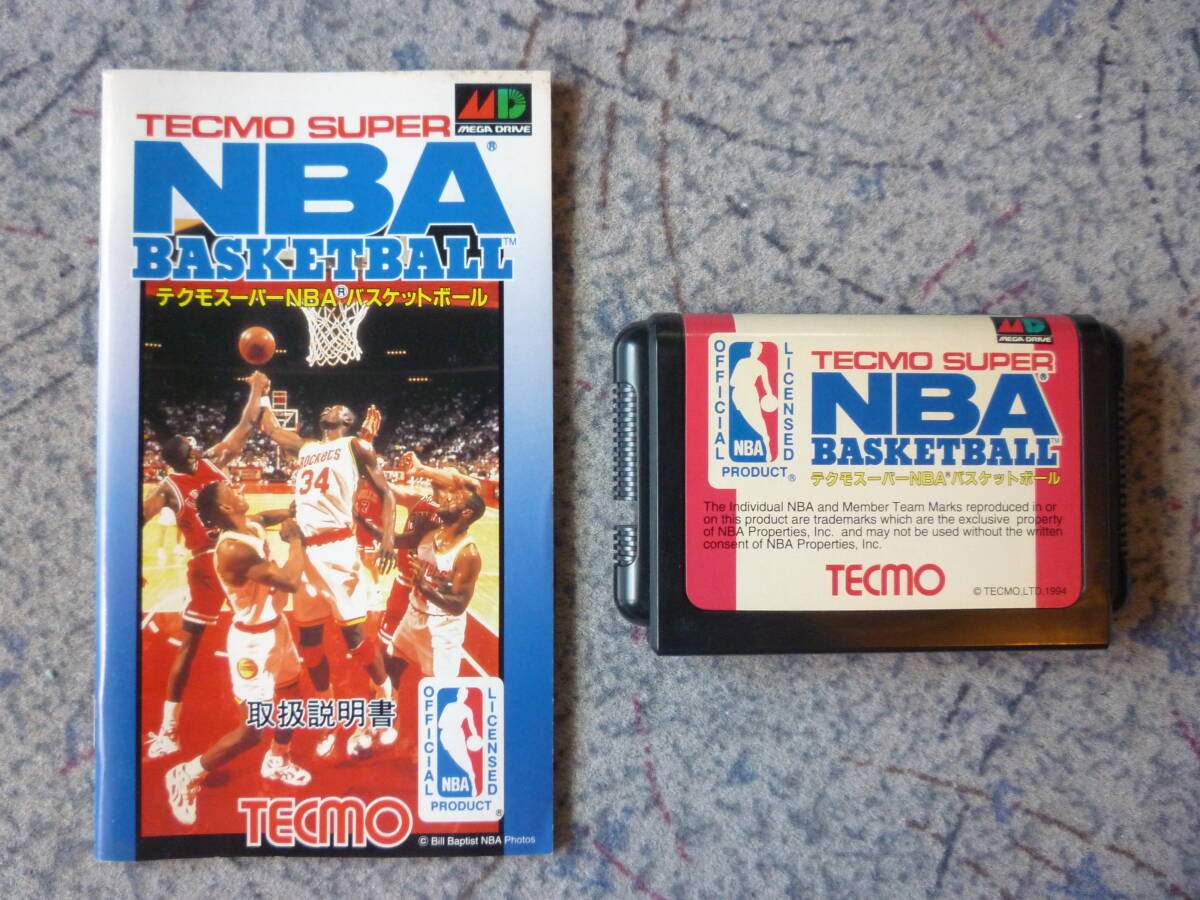 MEGA DRIVE
TECMO SUPER
NBA®
BASKETBALL™
テクモスーパーNBA®バスケットボール
ROCKETS
34
取扱説明書
OFFICIAL
LICENSED
NBA
PRODUCT®
TECMO
© Bill Baptist NBA Photos
MEGA DRIVE
OFFICIAL
LICENSED
NBA
PRODUCT®
TECMO SUPER
NBA®
BASKETBALL™
テクモスーパーNBA®バスケットボール
The Individual NBA and Member Team Marks reproduced in or
on this product are trademarks which are the exclusive property
of NBA Properties, Inc. and may not be used without the written
consent of NBA Properties, Inc.
TECMO
© TECMO,LTD.1994